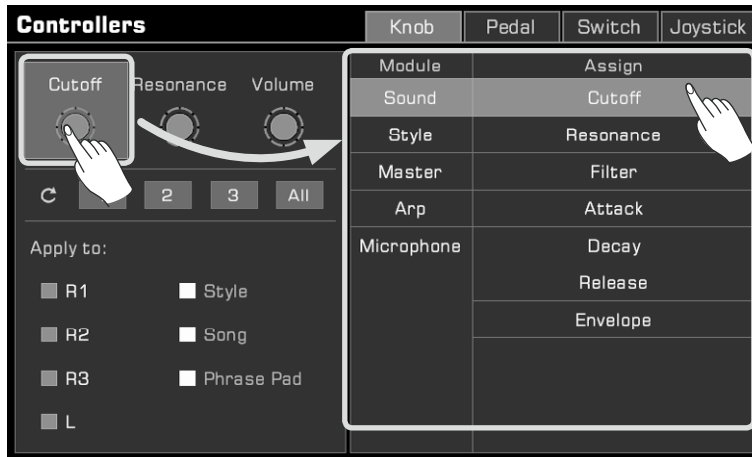 Controllers
Knob Pedal Switch Joystick
Cutoff Resonance Volume
2 3 All
Apply to:
R1 Style
R2 Song
R3 Phrase Pad
L
Module Assign
Sound Cutoff
Style Resonance
Master Filter
Arp Attack
Microphone Decay
Release
Envelope